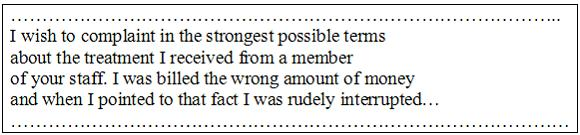 ………………………………………………………………………..
I wish to complaint in the strongest possible terms
about the treatment I received from a member
of your staff. I was billed the wrong amount of money
and when I pointed to that fact I was rudely interrupted…
…………………………………………………………………………